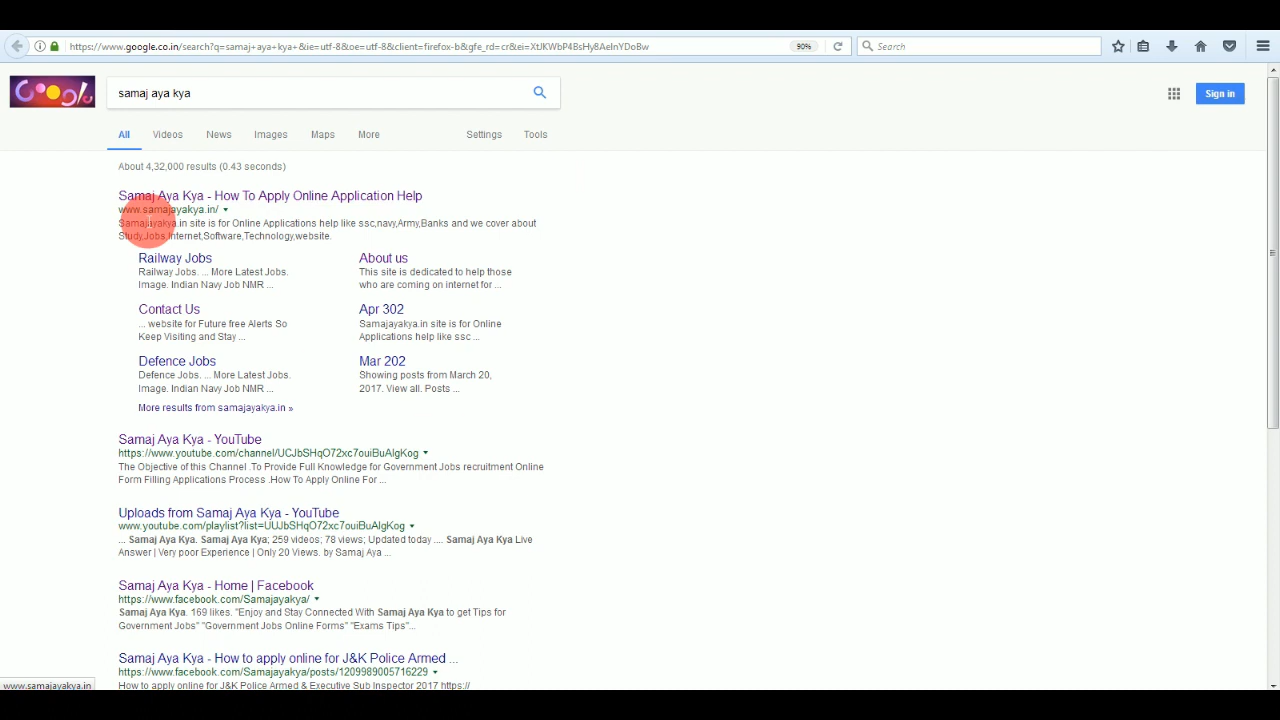 https://www.google.co.in/search?q=samaj+aya+kya+&ie=utf-8&oe=utf-8&client=firefox-b&gfe_rd=cr&ei=XtJKWbP4BsHy8AeInYDoBw
90%
Search
Google
samaj aya kya
Sign in
All Videos News Images Maps More Settings Tools
About 4,32,000 results (0.43 seconds)
Samaj Aya Kya - How To Apply Online Application Help
www.samajayakya.in/
Samajayakya.in site is for Online Applications help like ssc,navy,Army,Banks and we cover about
Study,Jobs,Internet,Software,Technology,website.
Railway Jobs
Railway Jobs. ... More Latest Jobs.
Image. Indian Navy Job NMR ...
About us
This site is dedicated to help those
who are coming on internet for ...
Contact Us
... website for Future free Alerts So
Keep Visiting and Stay ...
Apr 302
Samajayakya.in site is for Online
Applications help like ssc ...
Defence Jobs
Defence Jobs. ... More Latest Jobs.
Image. Indian Navy Job NMR ...
Mar 202
Showing posts from March 20,
2017. View all. Posts ...
More results from samajayakya.in »
Samaj Aya Kya - YouTube
https://www.youtube.com/channel/UCJbSHqO72xc7ouiBuAlgKog
The Objective of this Channel .To Provide Full Knowledge for Government Jobs recruitment Online
Form Filling Applications Process .How To Apply Online For ...
Uploads from Samaj Aya Kya - YouTube
www.youtube.com/playlist?list=UUJbSHqO72xc7ouiBuAlgKog
... Samaj Aya Kya. Samaj Aya Kya; 259 videos; 78 views; Updated today .... Samaj Aya Kya Live
Answer | Very poor Experience | Only 20 Views. by Samaj Aya ...
Samaj Aya Kya - Home | Facebook
https://www.facebook.com/Samajayakya/
Samaj Aya Kya. 169 likes. "Enjoy and Stay Connected With Samaj Aya Kya to get Tips for
Government Jobs" "Government Jobs Online Forms" "Exams Tips"...
Samaj Aya Kya - How to apply online for J&K Police Armed ...
https://www.facebook.com/Samajayakya/posts/1209989005716229
How to apply online for J&K Police Armed & Executive Sub Inspector 2017 https://
www.samajayakya.in